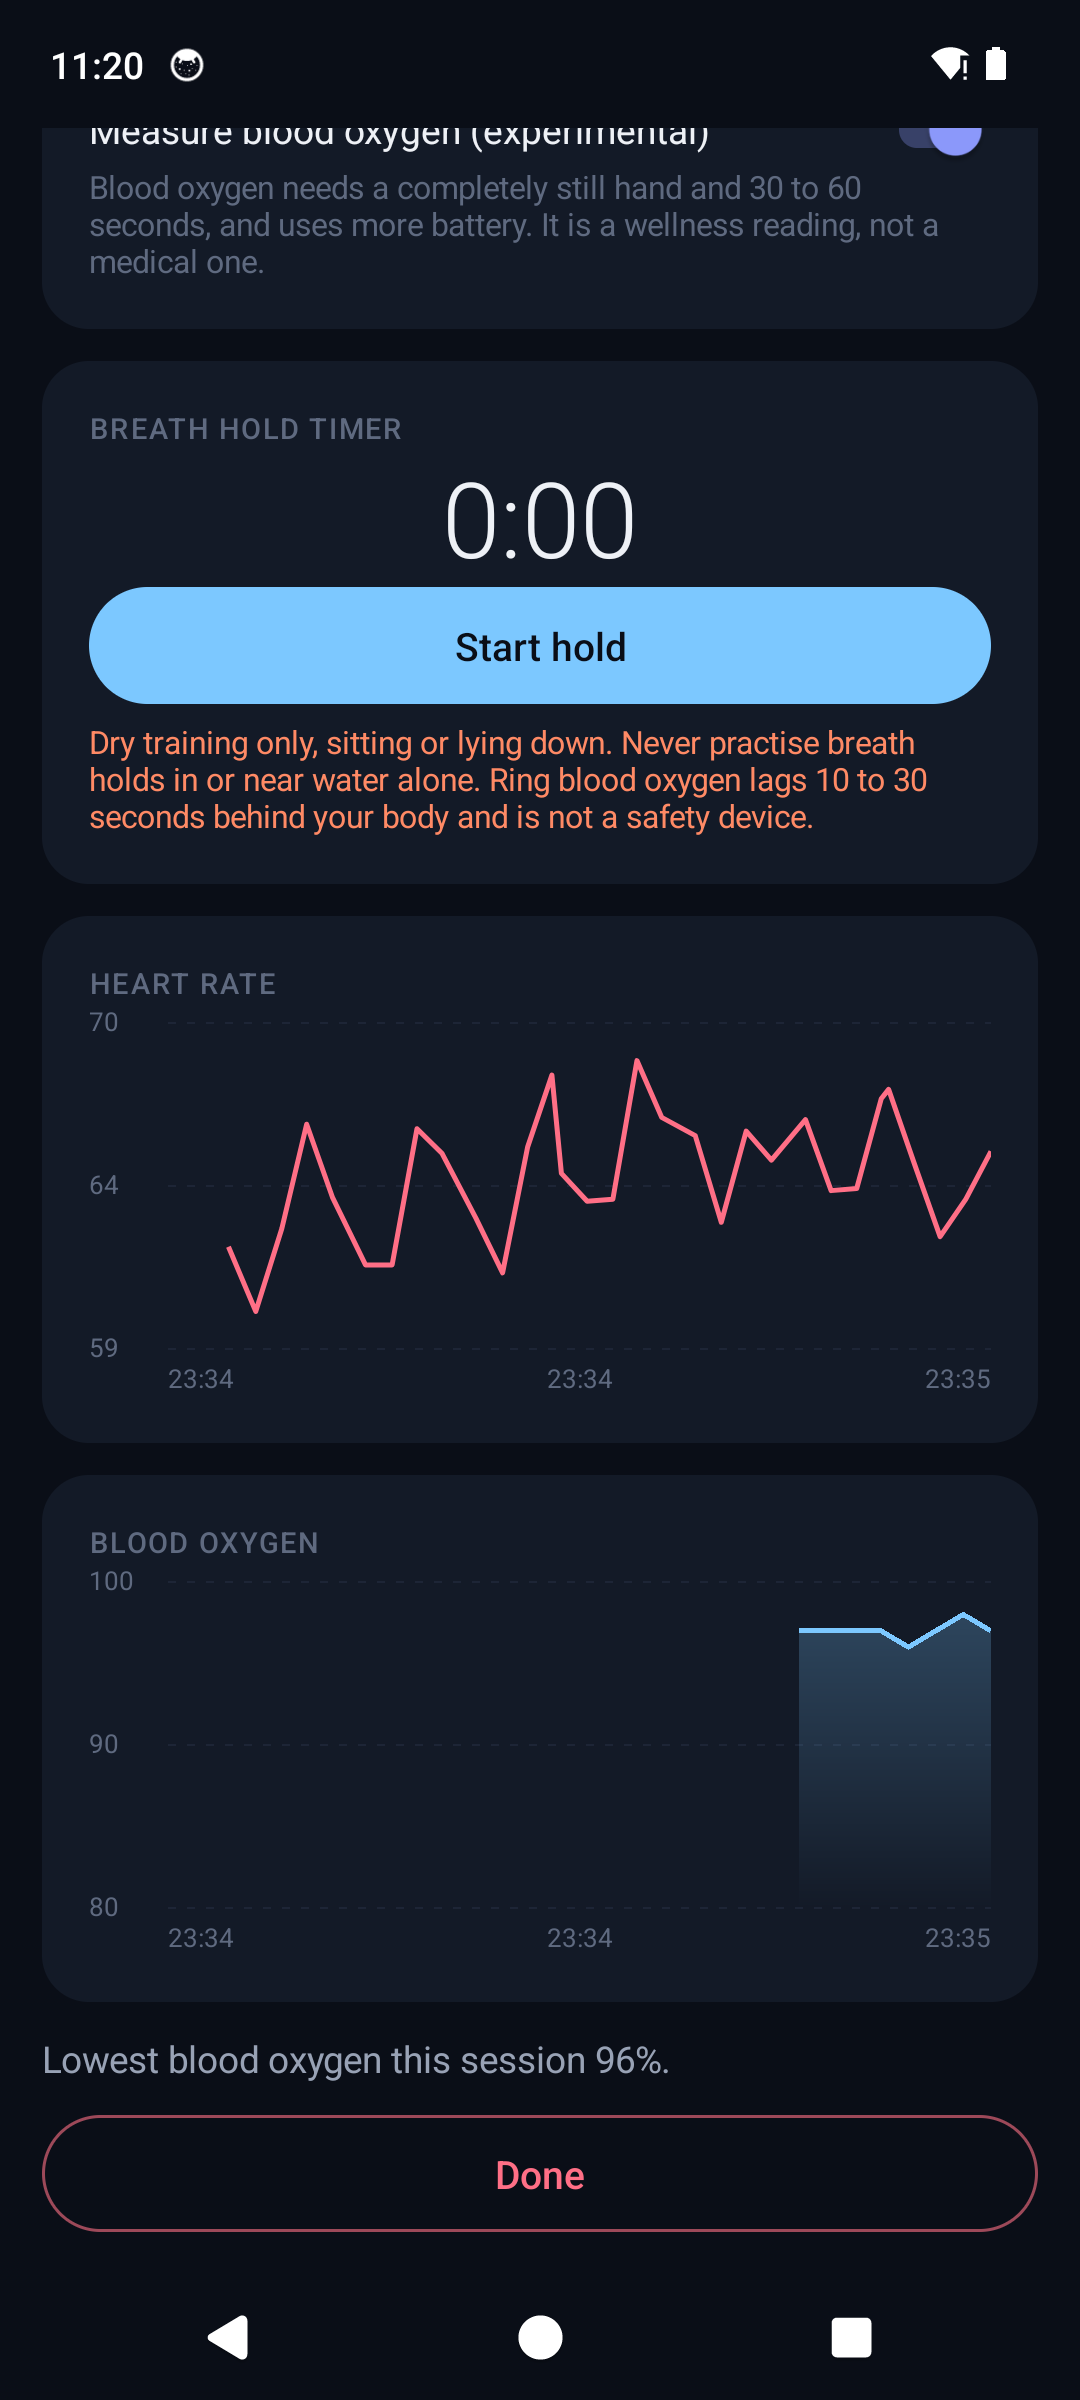 11:20
Measure blood oxygen (experimental)
Blood oxygen needs a completely still hand and 30 to 60
seconds, and uses more battery. It is a wellness reading, not a
medical one.
BREATH HOLD TIMER
0:00
Start hold
Dry training only, sitting or lying down. Never practise breath
holds in or near water alone. Ring blood oxygen lags 10 to 30
seconds behind your body and is not a safety device.
HEART RATE
70
64
59
23:34 23:34 23:35
BLOOD OXYGEN
100
90
80
23:34 23:34 23:35
Lowest blood oxygen this session 96%.
Done